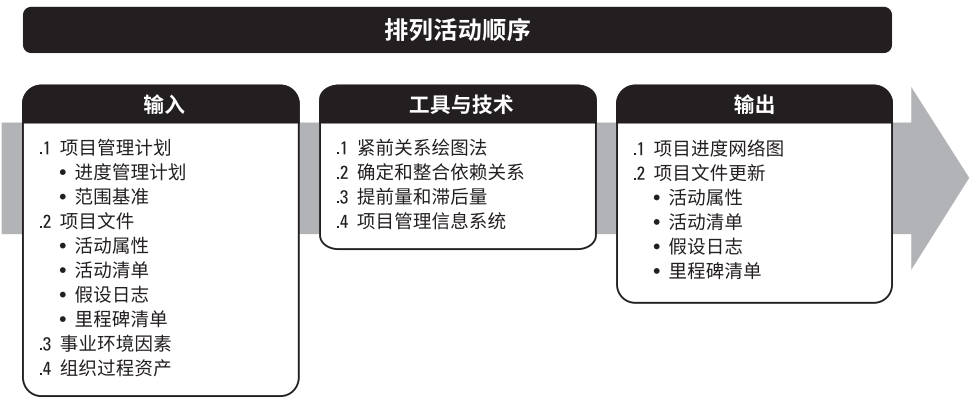 排列活动顺序
输入
.1 项目管理计划
• 进度管理计划
• 范围基准
.2 项目文件
• 活动属性
• 活动清单
• 假设日志
• 里程碑清单
.3 事业环境因素
.4 组织过程资产
工具与技术
.1 紧前关系绘图法
.2 确定和整合依赖关系
.3 提前量和滞后量
.4 项目管理信息系统
输出
.1 项目进度网络图
.2 项目文件更新
• 活动属性
• 活动清单
• 假设日志
• 里程碑清单